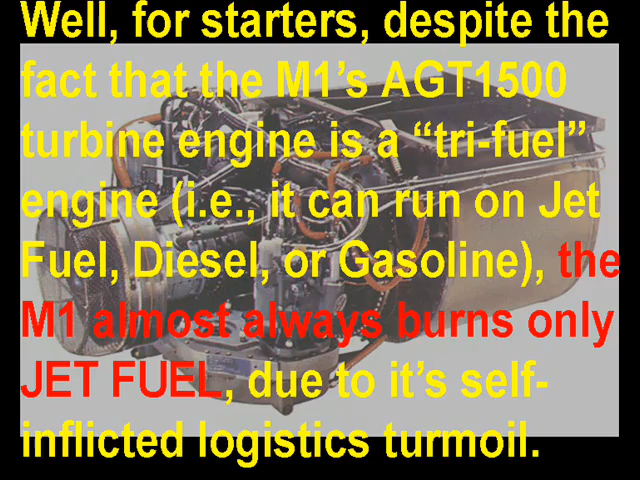 Well, for starters, despite the
fact that the M1’s AGT1500
turbine engine is a “tri-fuel”
engine (i.e., it can run on Jet
Fuel, Diesel, or Gasoline), the
M1 almost always burns only
JET FUEL, due to it’s self-
inflicted logistics turmoil.